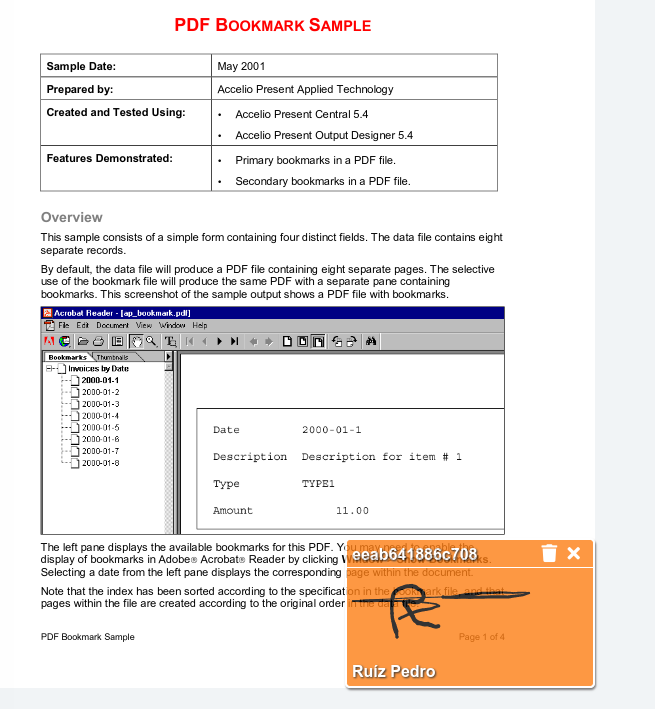 PDF BOOKMARK SAMPLE
Sample Date: May 2001
Prepared by: Accelio Present Applied Technology
Created and Tested Using: • Accelio Present Central 5.4
• Accelio Present Output Designer 5.4
Features Demonstrated: • Primary bookmarks in a PDF file.
• Secondary bookmarks in a PDF file.
Overview
This sample consists of a simple form containing four distinct fields. The data file contains eight
separate records.
By default, the data file will produce a PDF file containing eight separate pages. The selective
use of the bookmark file will produce the same PDF with a separate pane containing
bookmarks. This screenshot of the sample output shows a PDF file with bookmarks.
Acrobat Reader - [ap_bookmark.pdf]
File Edit Document View Window Help
Bookmarks Thumbnails
Invoices by Date
2000-01-1
2000-01-2
2000-01-3
2000-01-4
2000-01-5
2000-01-6
2000-01-7
2000-01-8
Date 2000-01-1
Description Description for item # 1
Type TYPE1
Amount 11.00
The left pane displays the available bookmarks for this PDF. You may need to enable the
display of bookmarks in Adobe® Acrobat® Reader by clicking Window > Show Bookmarks.
Selecting a date from the left pane displays the corresponding page within the document.
Note that the index has been sorted according to the specification in the bookmark file, and that
pages within the file are created according to the original order in the data file.
PDF Bookmark Sample Page 1 of 4
eeab641886c708
Ruiz Pedro